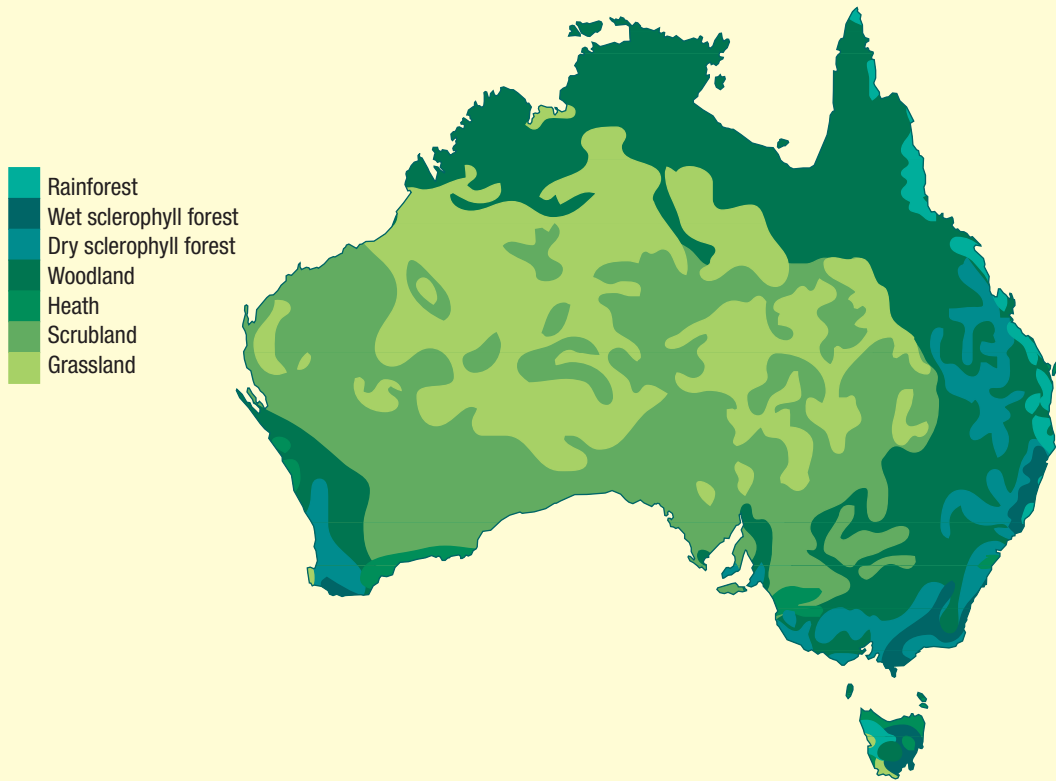 Rainforest
Wet sclerophyll forest
Dry sclerophyll forest
Woodland
Heath
Scrubland
Grassland